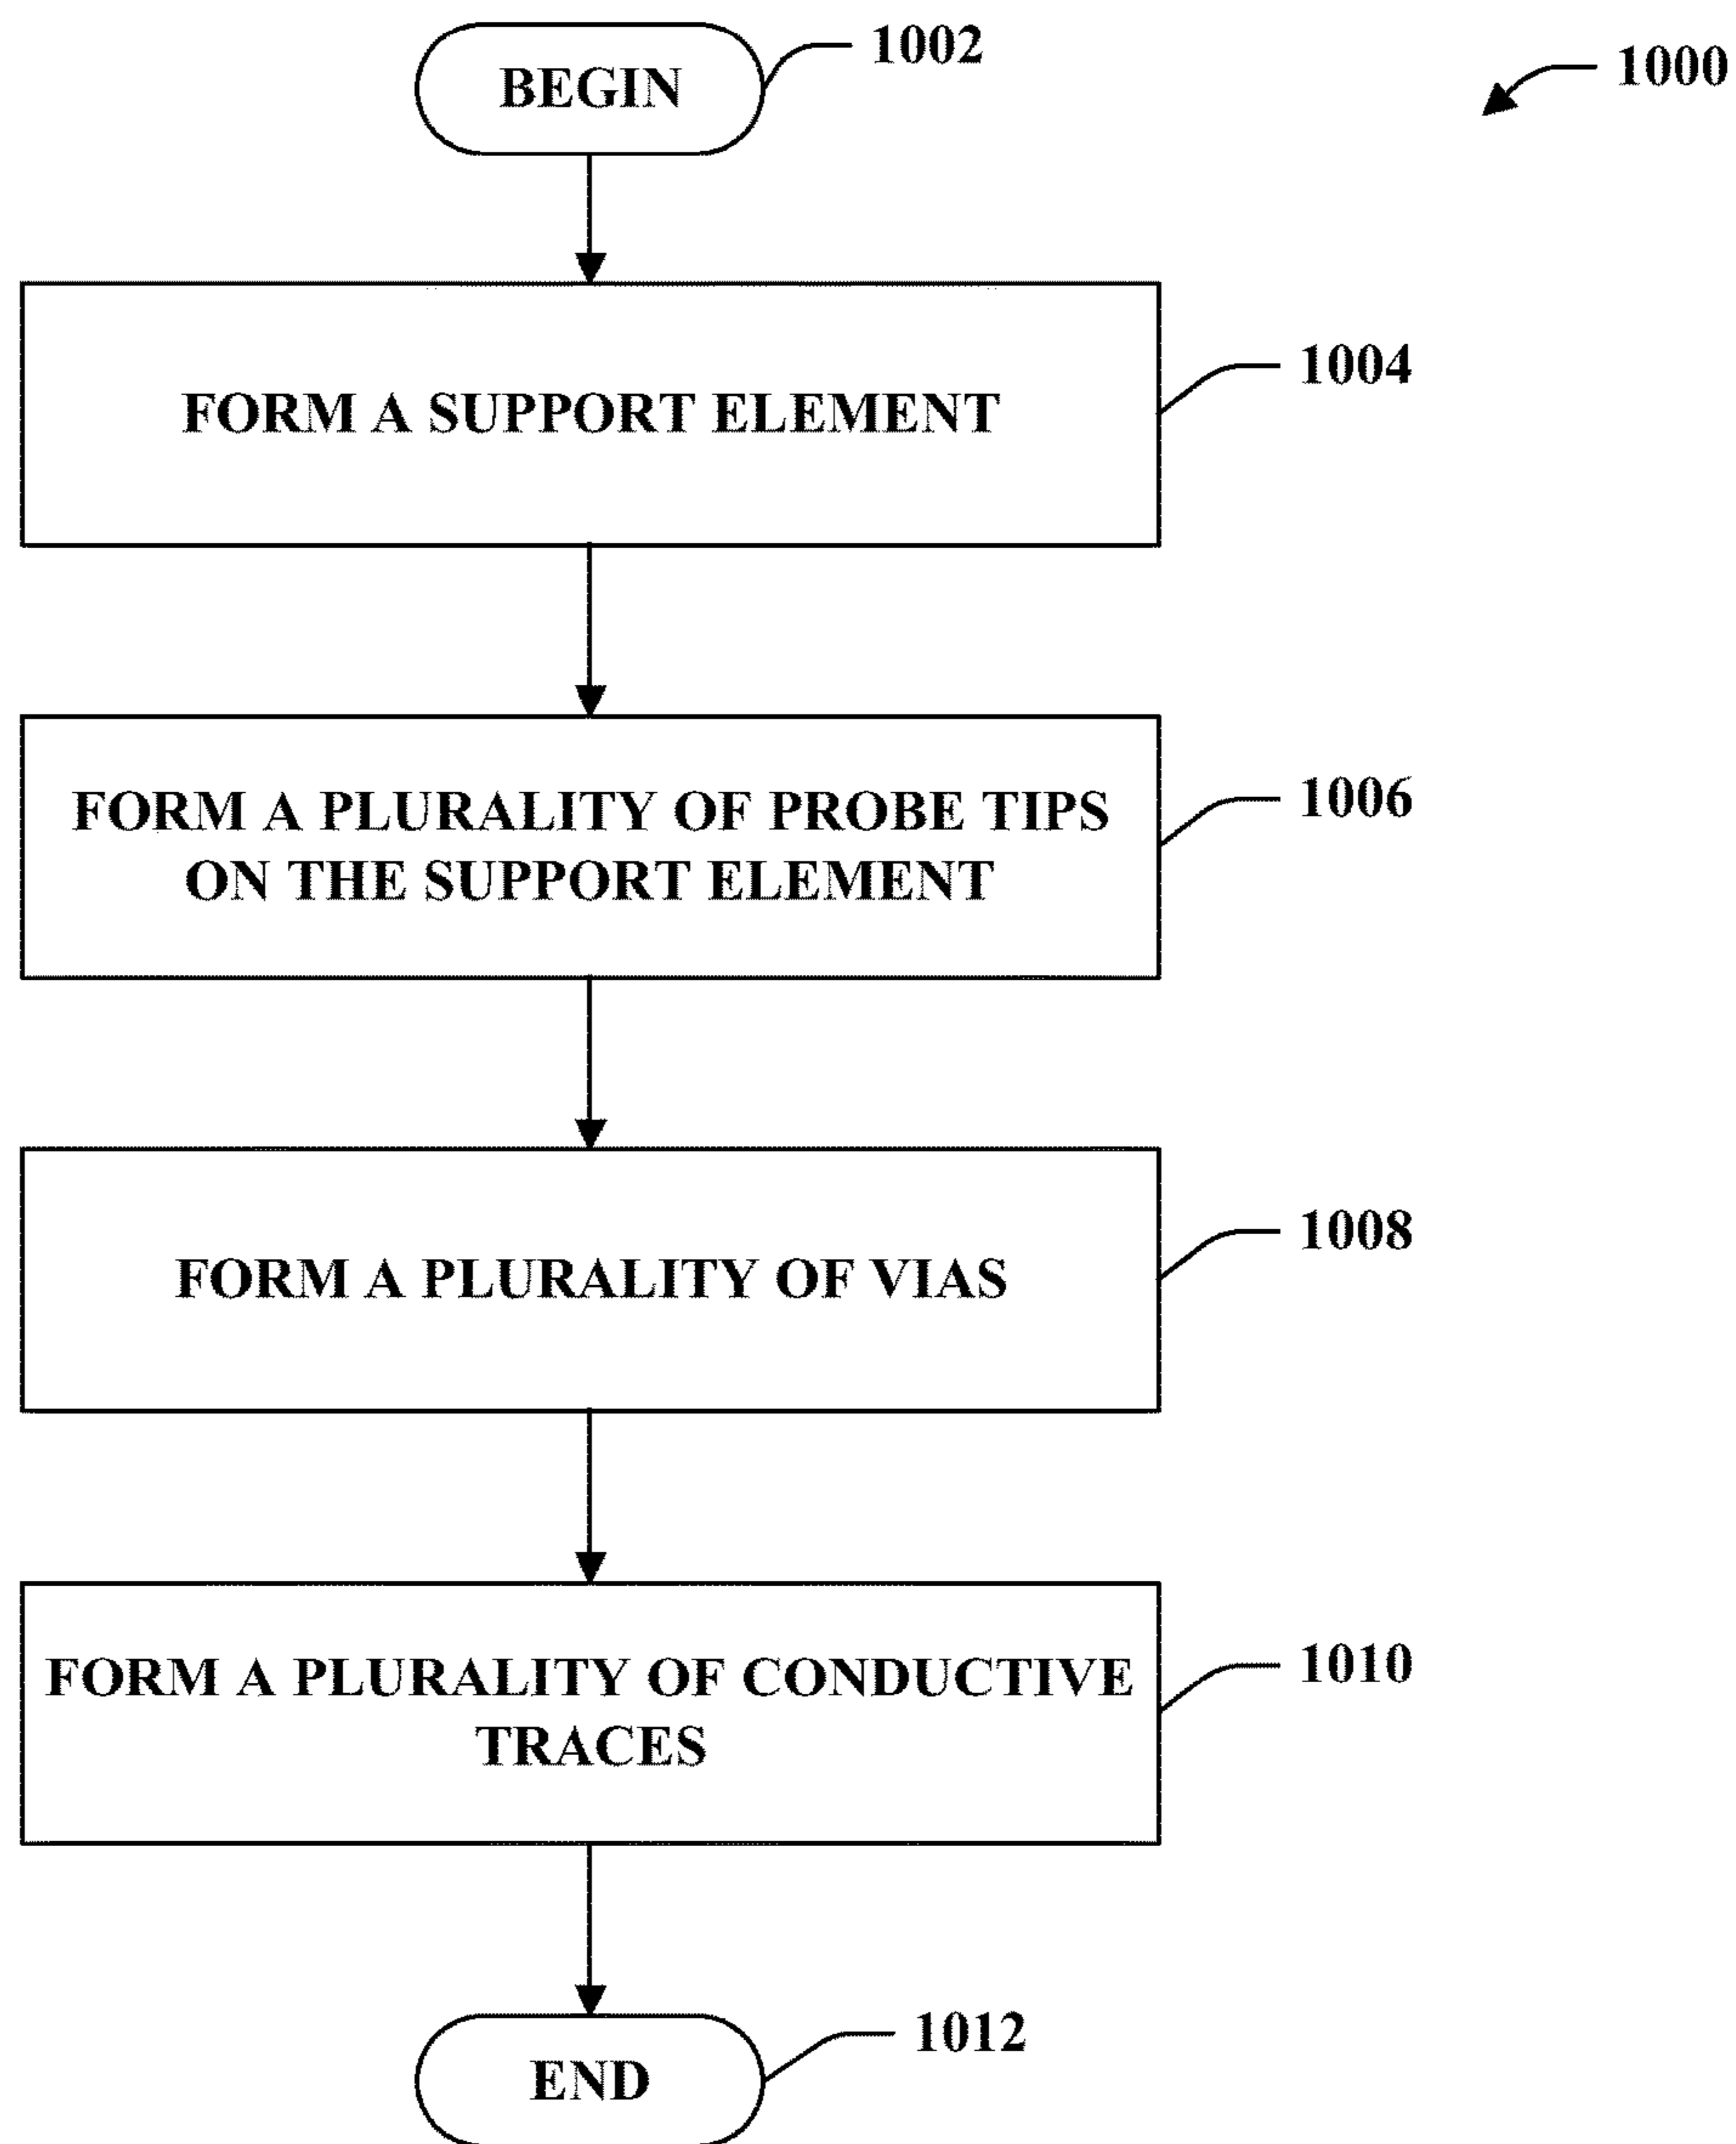 BEGIN
1002
1000
FORM A SUPPORT ELEMENT
1004
FORM A PLURALITY OF PROBE TIPS
ON THE SUPPORT ELEMENT
1006
FORM A PLURALITY OF VIAS
1008
FORM A PLURALITY OF CONDUCTIVE
TRACES
1010
END
1012